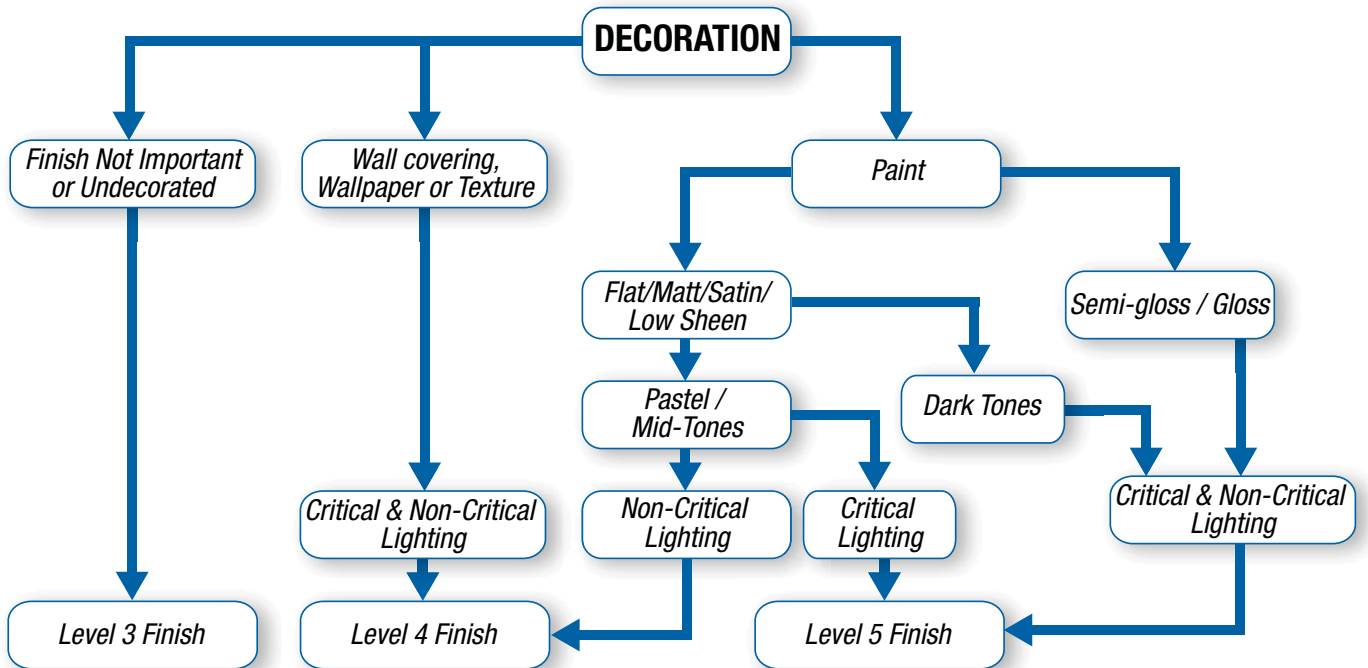 DECORATION
Finish Not Important
or Undecorated
Wall covering,
Wallpaper or Texture
Paint
Flat/Matt/Satin/
Low Sheen
Semi-gloss / Gloss
Pastel /
Mid-Tones
Dark Tones
Critical & Non-Critical
Lighting
Non-Critical
Lighting
Critical
Lighting
Critical & Non-Critical
Lighting
Level 3 Finish
Level 4 Finish
Level 5 Finish